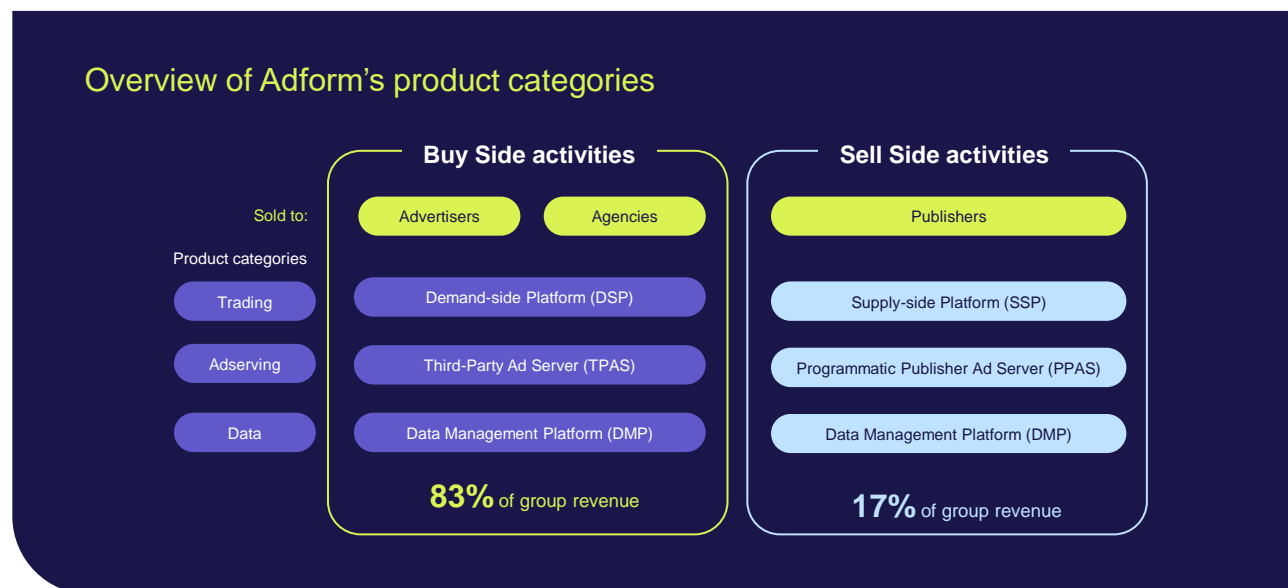 Overview of Adform’s product categories
Buy Side activities
Sell Side activities
Sold to:
Advertisers
Agencies
Publishers
Product categories
Trading
Demand-side Platform (DSP)
Supply-side Platform (SSP)
Adserving
Third-Party Ad Server (TPAS)
Programmatic Publisher Ad Server (PPAS)
Data
Data Management Platform (DMP)
Data Management Platform (DMP)
83% of group revenue
17% of group revenue